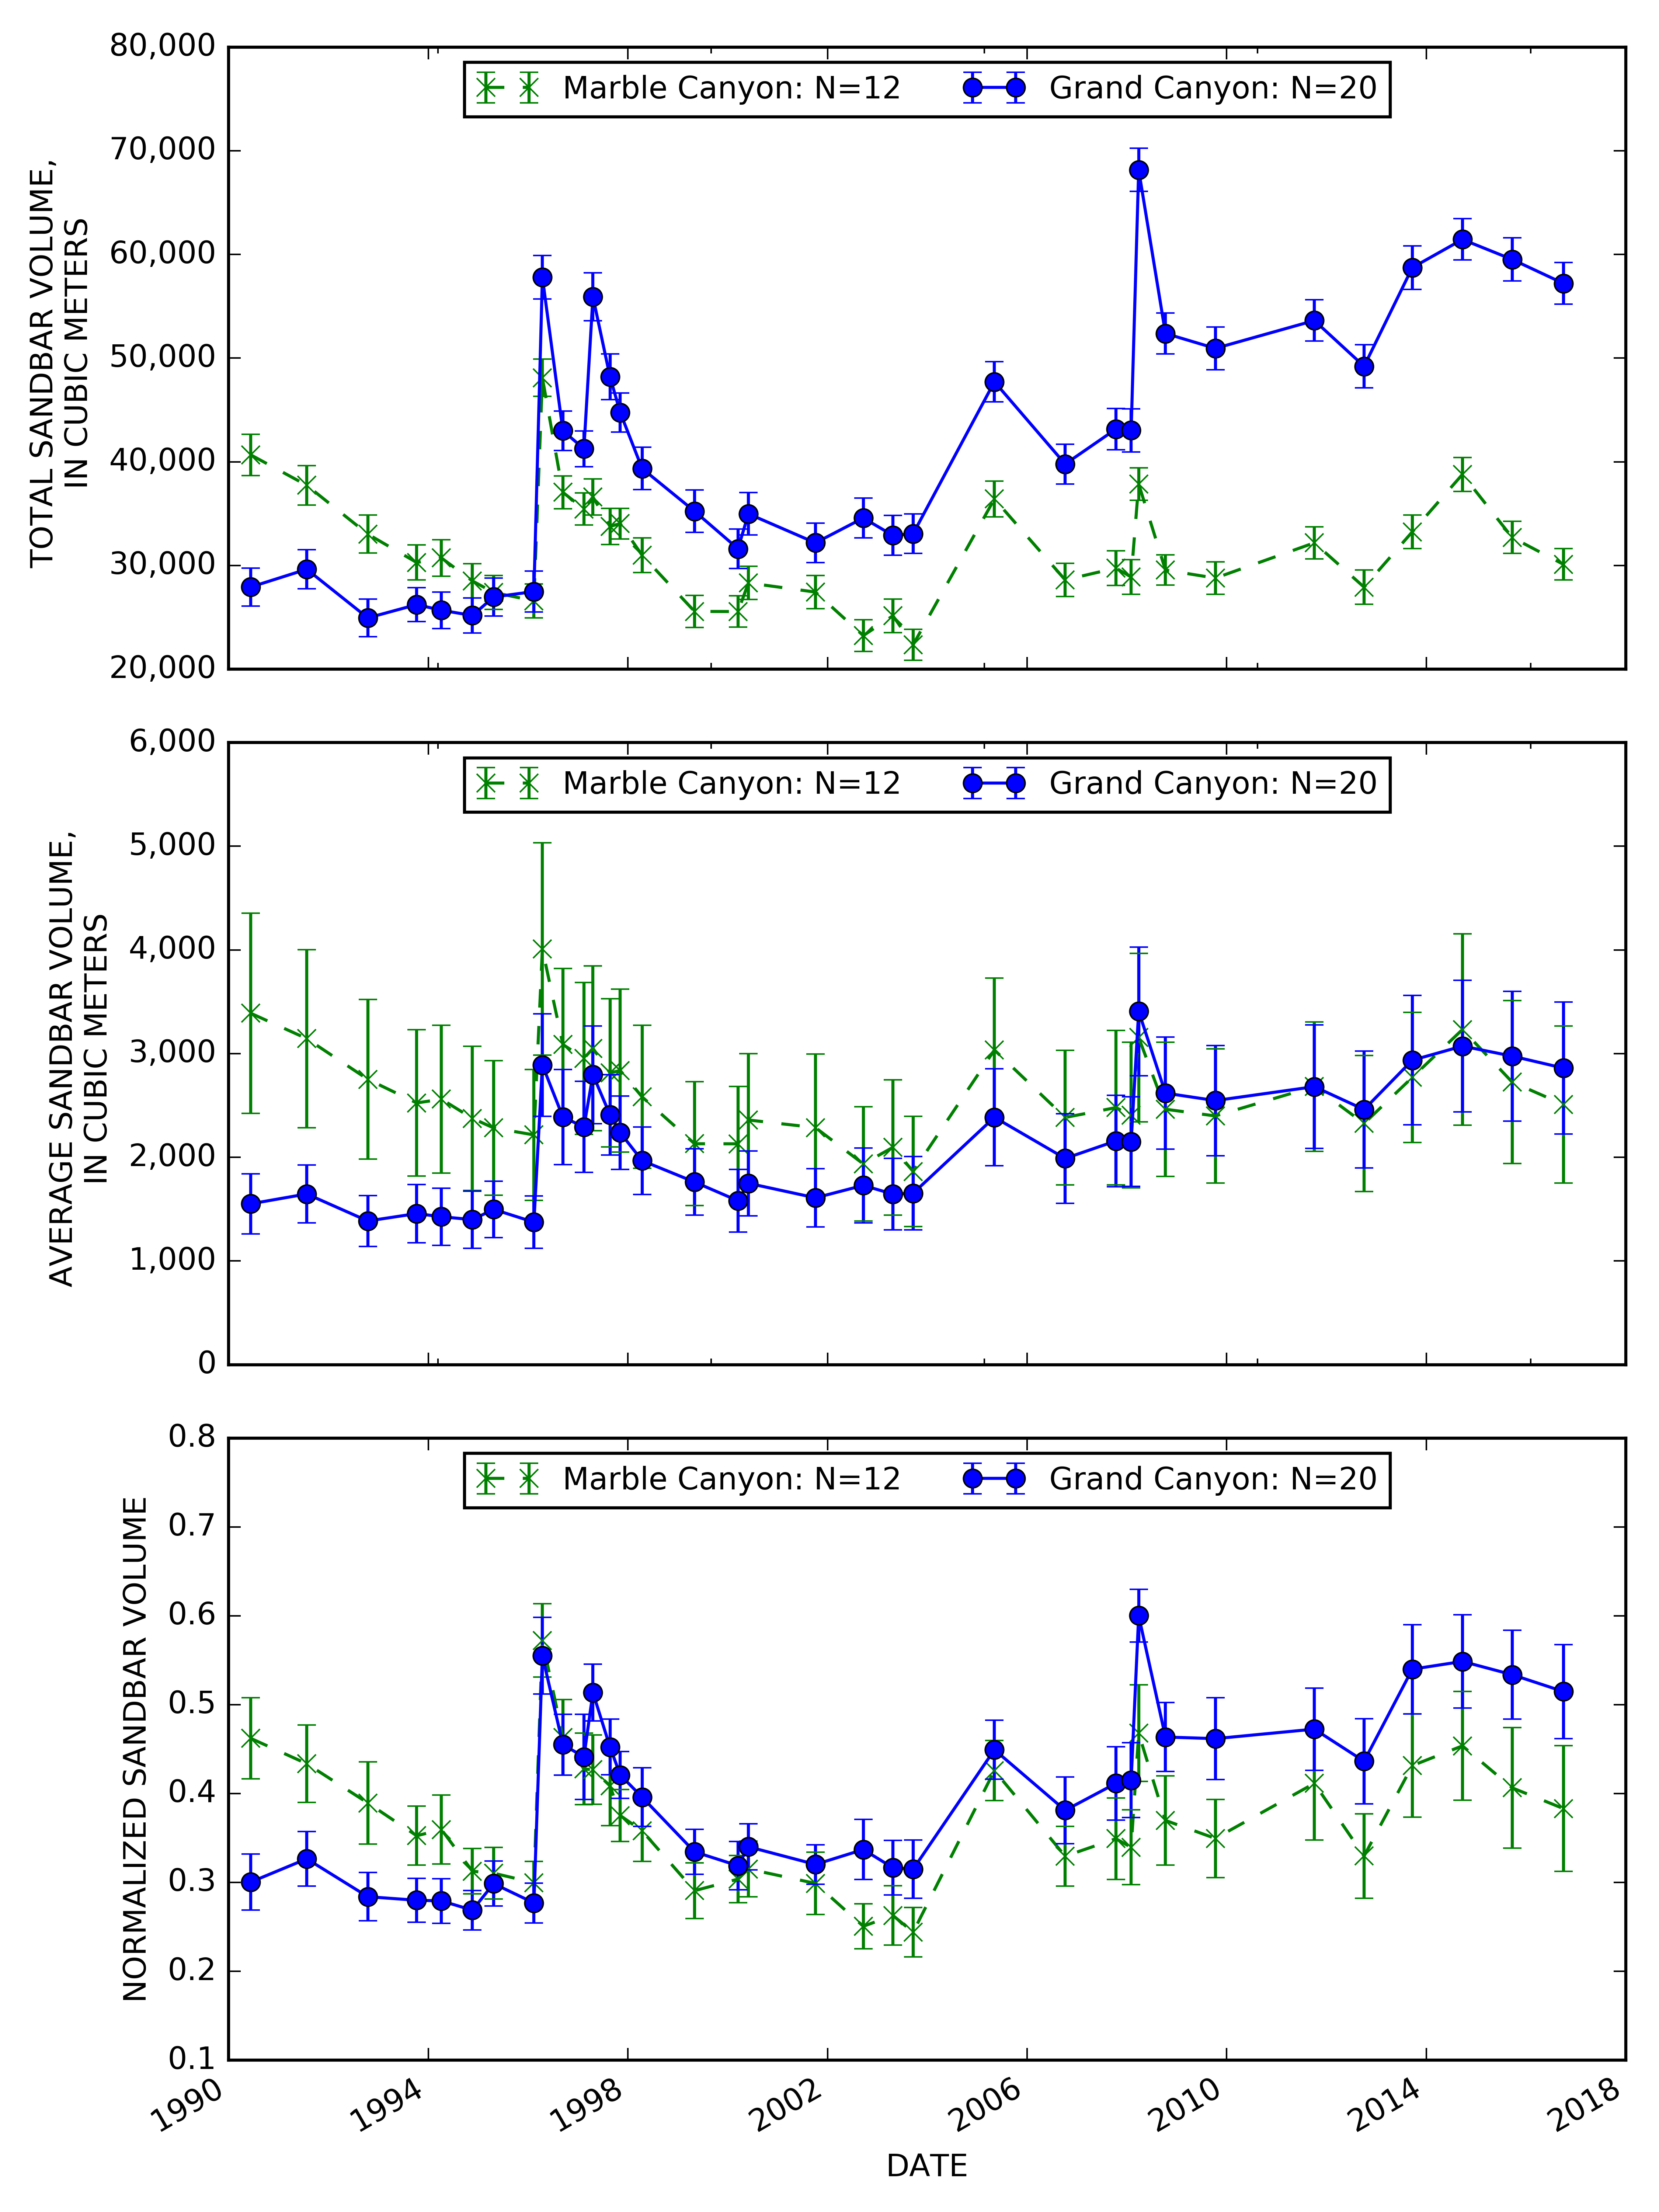 80,000
Marble Canyon: N=12 Grand Canyon: N=20
70,000
60,000
50,000
40,000
30,000
20,000
TOTAL SANDBAR VOLUME,
IN CUBIC METERS
6,000
Marble Canyon: N=12 Grand Canyon: N=20
5,000
4,000
3,000
2,000
1,000
0
AVERAGE SANDBAR VOLUME,
IN CUBIC METERS
0.8
Marble Canyon: N=12 Grand Canyon: N=20
0.7
0.6
0.5
0.4
0.3
0.2
0.1
NORMALIZED SANDBAR VOLUME
1990 1994 1998 2002 2006 2010 2014 2018
DATE